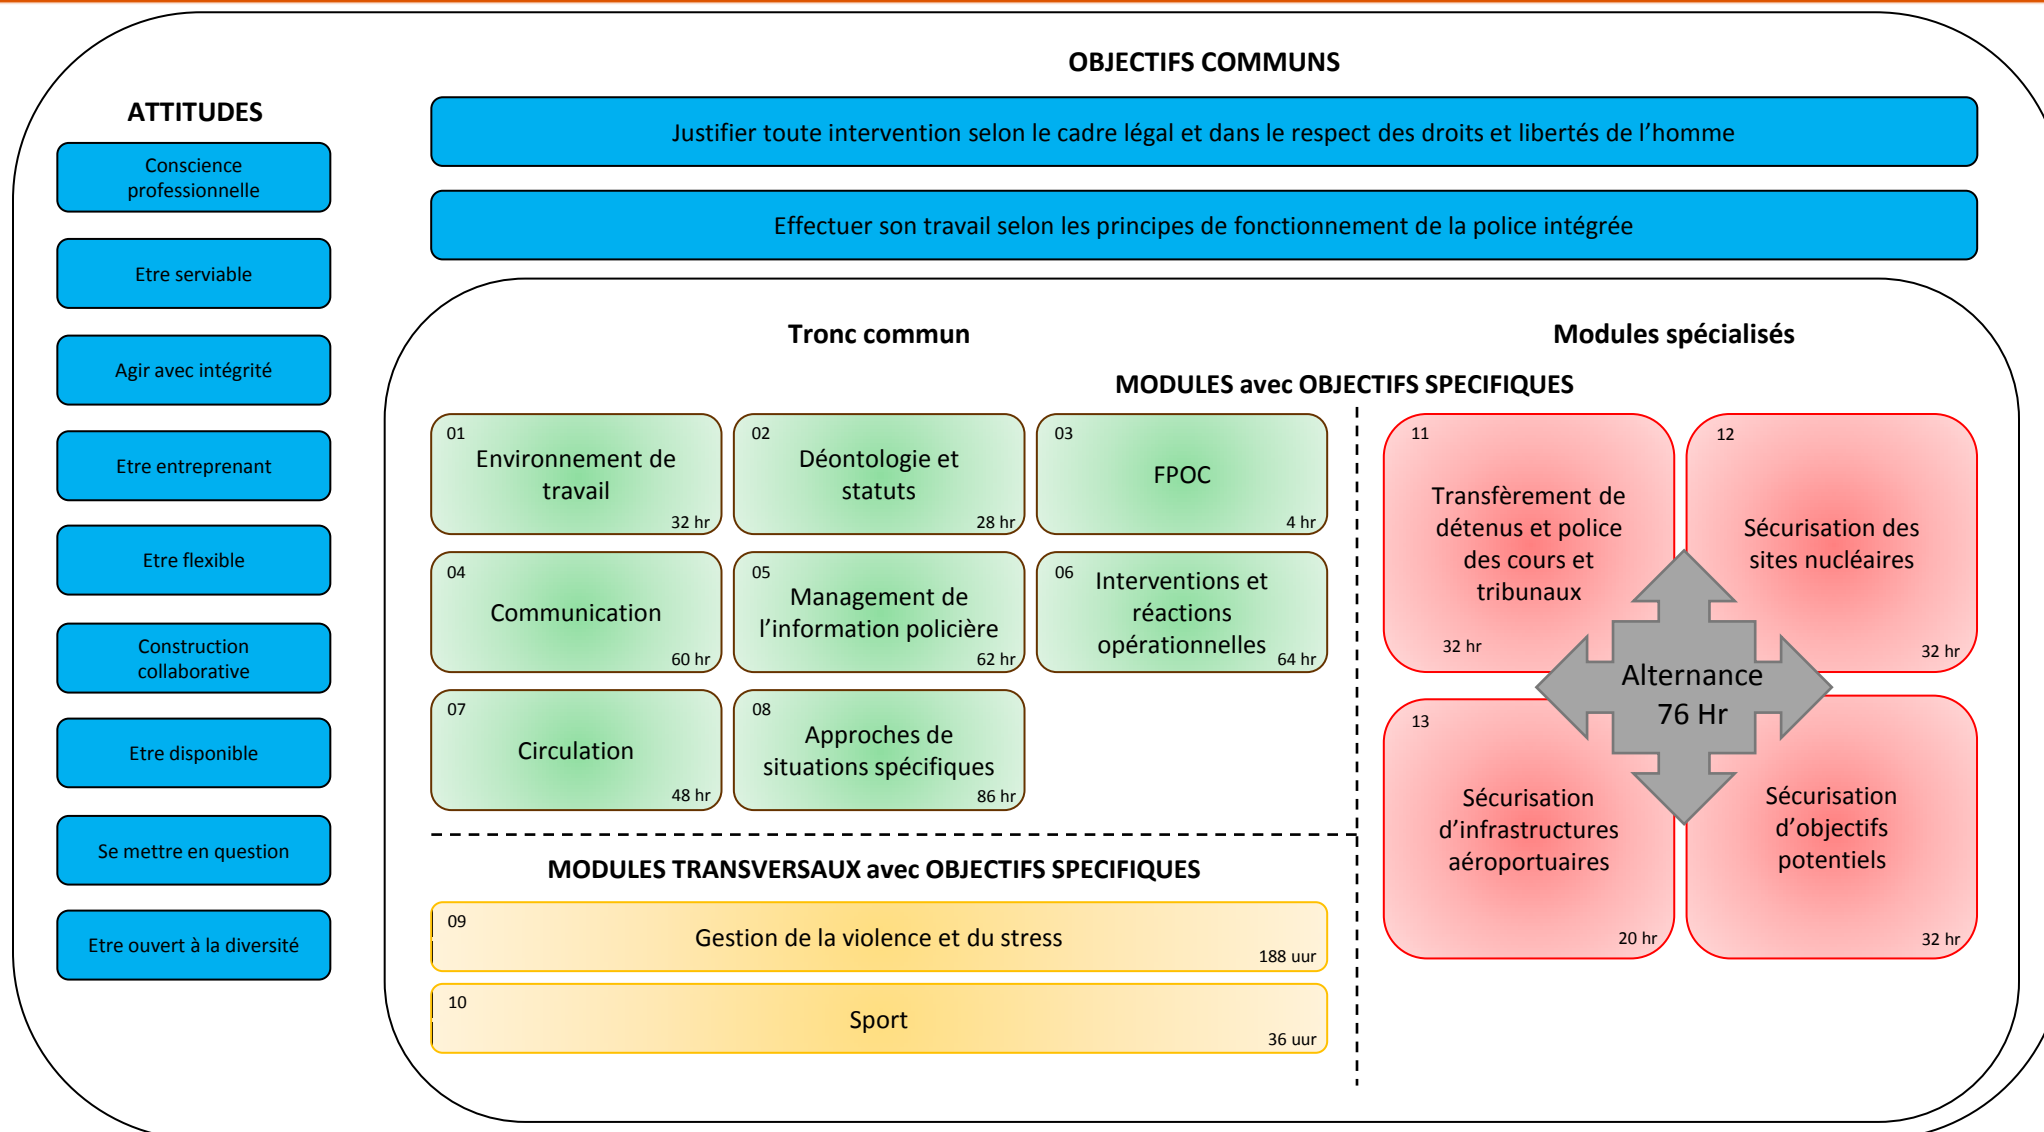 OBJECTIFS COMMUNS
Justifier toute intervention selon le cadre légal et dans le respect des droits et libertés de l’homme
Effectuer son travail selon les principes de fonctionnement de la police intégrée
ATTITUDES
Conscience
professionnelle
Etre serviable
Agir avec intégrité
Etre entreprenant
Etre flexible
Construction
collaborative
Etre disponible
Se mettre en question
Etre ouvert à la diversité
Tronc commun
Modules spécialisés
MODULES avec OBJECTIFS SPECIFIQUES
01
Environnement de
travail
32 hr
02
Déontologie et
statuts
28 hr
03
FPOC
4 hr
04
Communication
60 hr
05
Management de
l’information policière
62 hr
06
Interventions et
réactions
opérationnelles
64 hr
07
Circulation
48 hr
08
Approches de
situations spécifiques
86 hr
MODULES TRANSVERSAUX avec OBJECTIFS SPECIFIQUES
09
Gestion de la violence et du stress
188 uur
10
Sport
36 uur
11
Transfèrement de
détenus et police
des cours et
tribunaux
32 hr
12
Sécurisation des
sites nucléaires
32 hr
Alternance
76 Hr
13
Sécurisation
d’infrastructures
aéroportuaires
20 hr
Sécurisation
d’objectifs
potentiels
32 hr